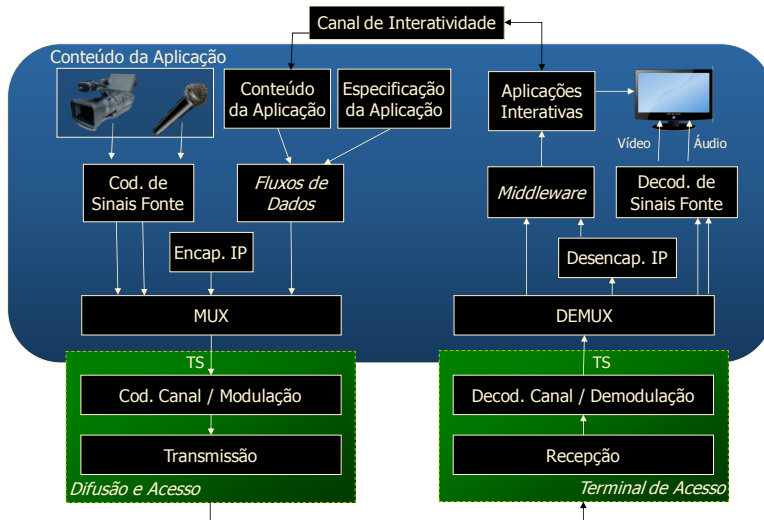 Canal de Interatividade
Conteúdo da Aplicação
Conteúdo
da Aplicação
Especificação
da Aplicação
Aplicações
Interativas
Vídeo
Áudio
Cod. de
Sinais Fonte
Fluxos de
Dados
Middleware
Decod. de
Sinais Fonte
Encap. IP
Desencap. IP
MUX
DEMUX
TS
TS
Cod. Canal / Modulação
Decod. Canal / Demodulação
Transmissão
Recepção
Difusão e Acesso
Terminal de Acesso